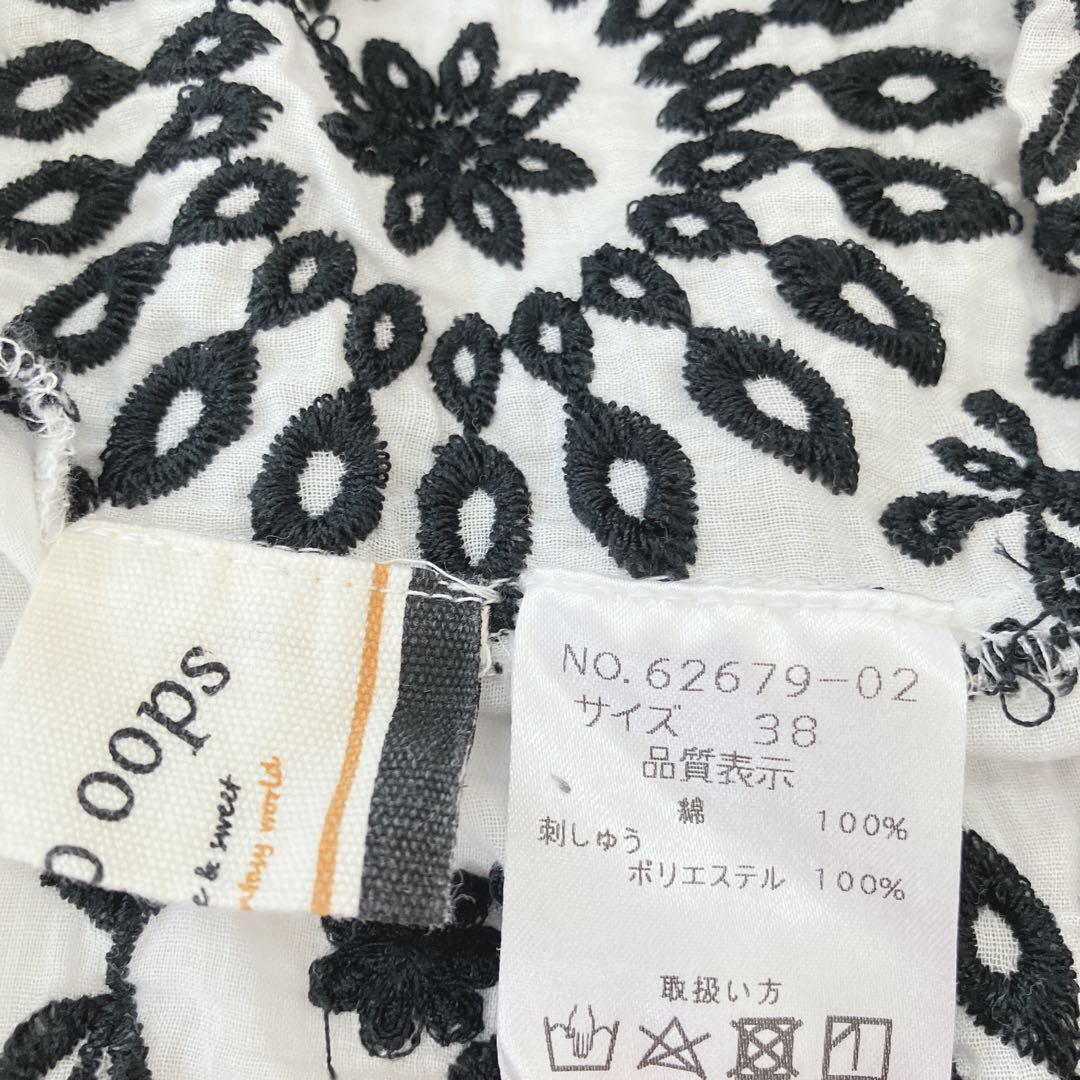 oops
& sweet
world
NO.62679-02
サイズ 38
品質表示
綿 100%
刺しゅう
ポリエステル 100%
取扱い方